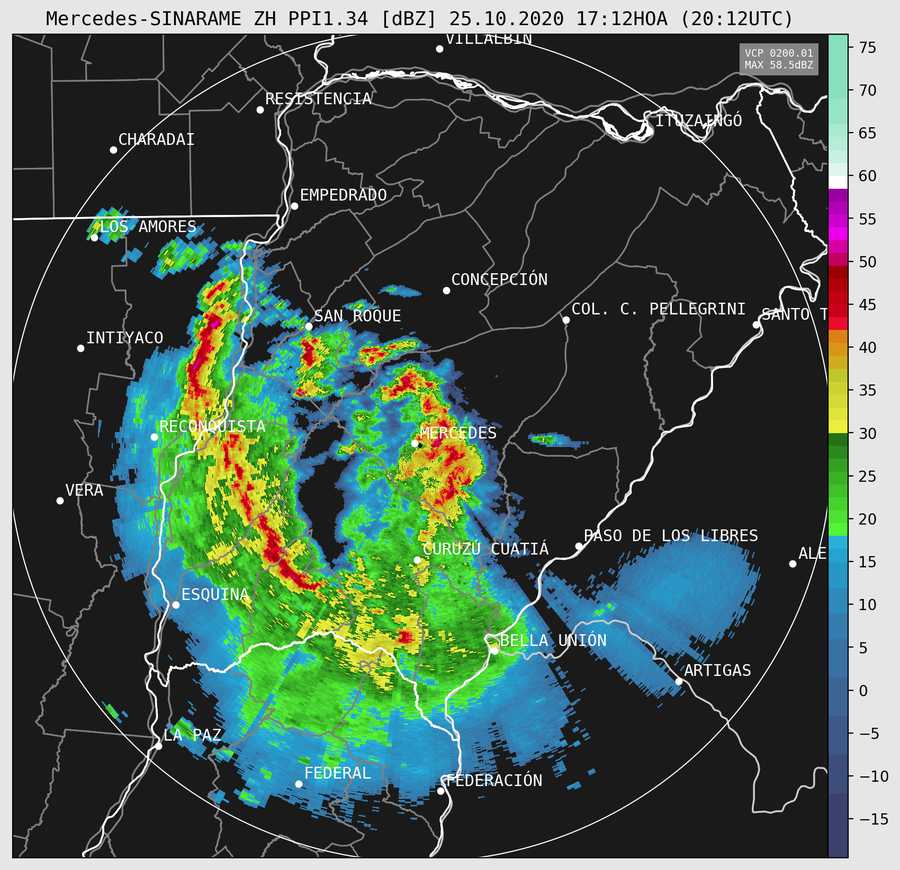 Mercedes-SINARAME ZH PPI1.34 [dBZ] 25.10.2020 17:12HOA (20:12UTC)
VILLALBIN
VCP 0200.01
MAX 58.5dBZ
RESISTENCIA
ITUZAINGÓ
CHARADAI
EMPEDRADO
LOS AMORES
CONCEPCIÓN
COL. C. PELLEGRINI
SANTO T
SAN ROQUE
INTIYACO
RECONQUISTA
MERCEDES
VERA
PASO DE LOS LIBRES
CURUZÚ CUATIÁ
ALE
ESQUINA
BELLA UNIÓN
ARTIGAS
LA PAZ
FEDERAL
FEDERACIÓN
75
70
65
60
55
50
45
40
35
30
25
20
15
10
5
0
−5
−10
−15